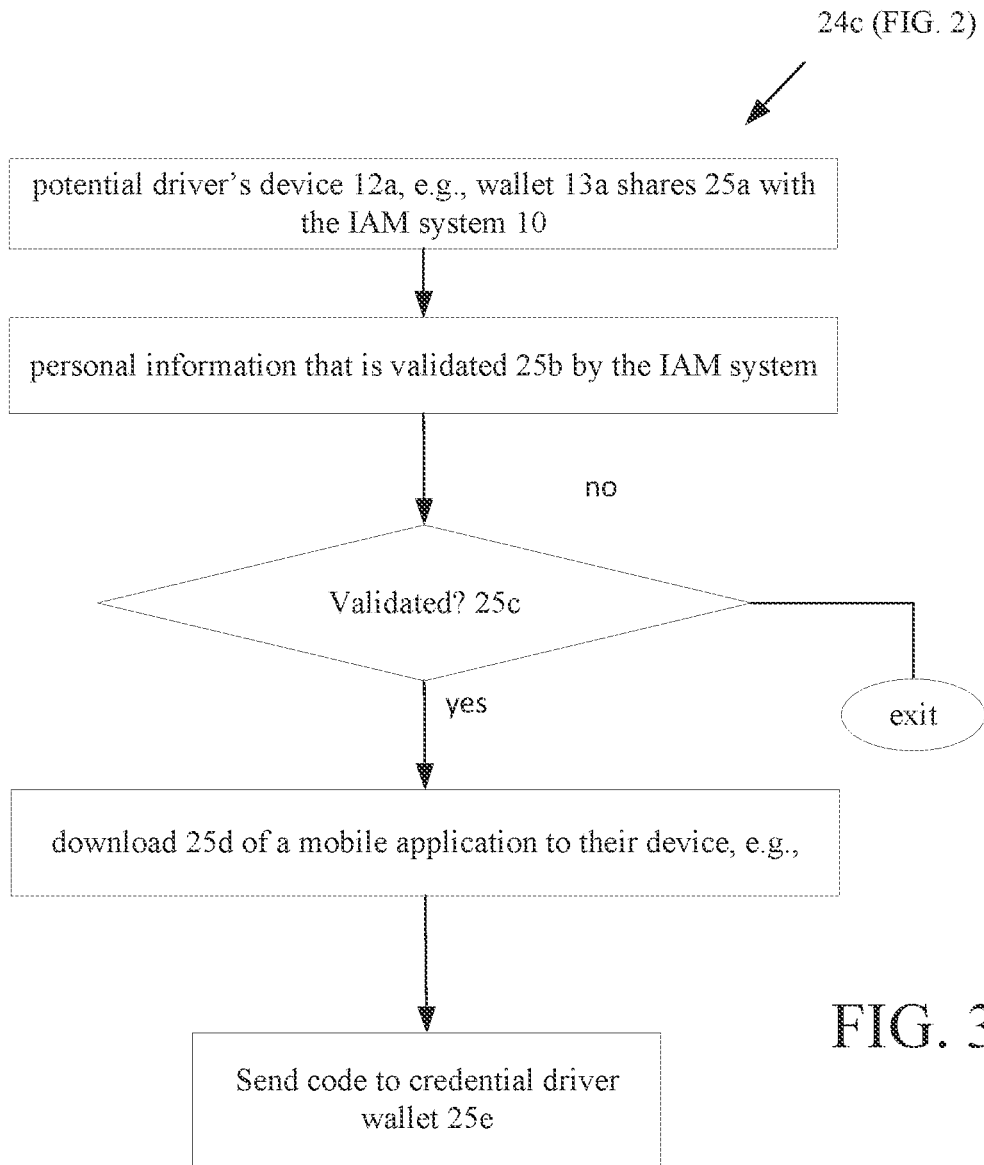 24c (FIG. 2)
potential driver's device 12a, e.g., wallet 13a shares 25a with
the IAM system 10
personal information that is validated 25b by the IAM system
no
Validated? 25c
yes
exit
download 25d of a mobile application to their device, e.g.,
FIG. 3
Send code to credential driver
wallet 25e